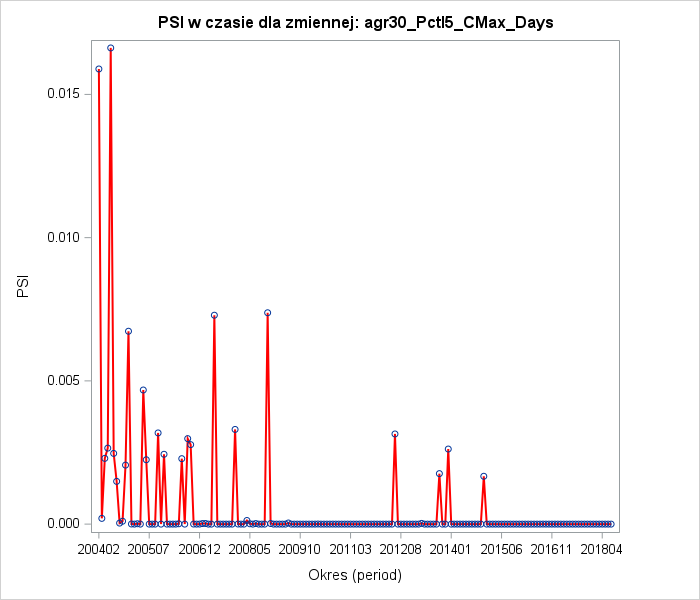 PSI w czasie dla zmiennej: agr30_Pctl5_CMax_Days
0.015
0.010
0.005
0.000
PSI
200402 200507 200612 200805 200910 201103 201208 201401 201506 201611 201804
Okres (period)